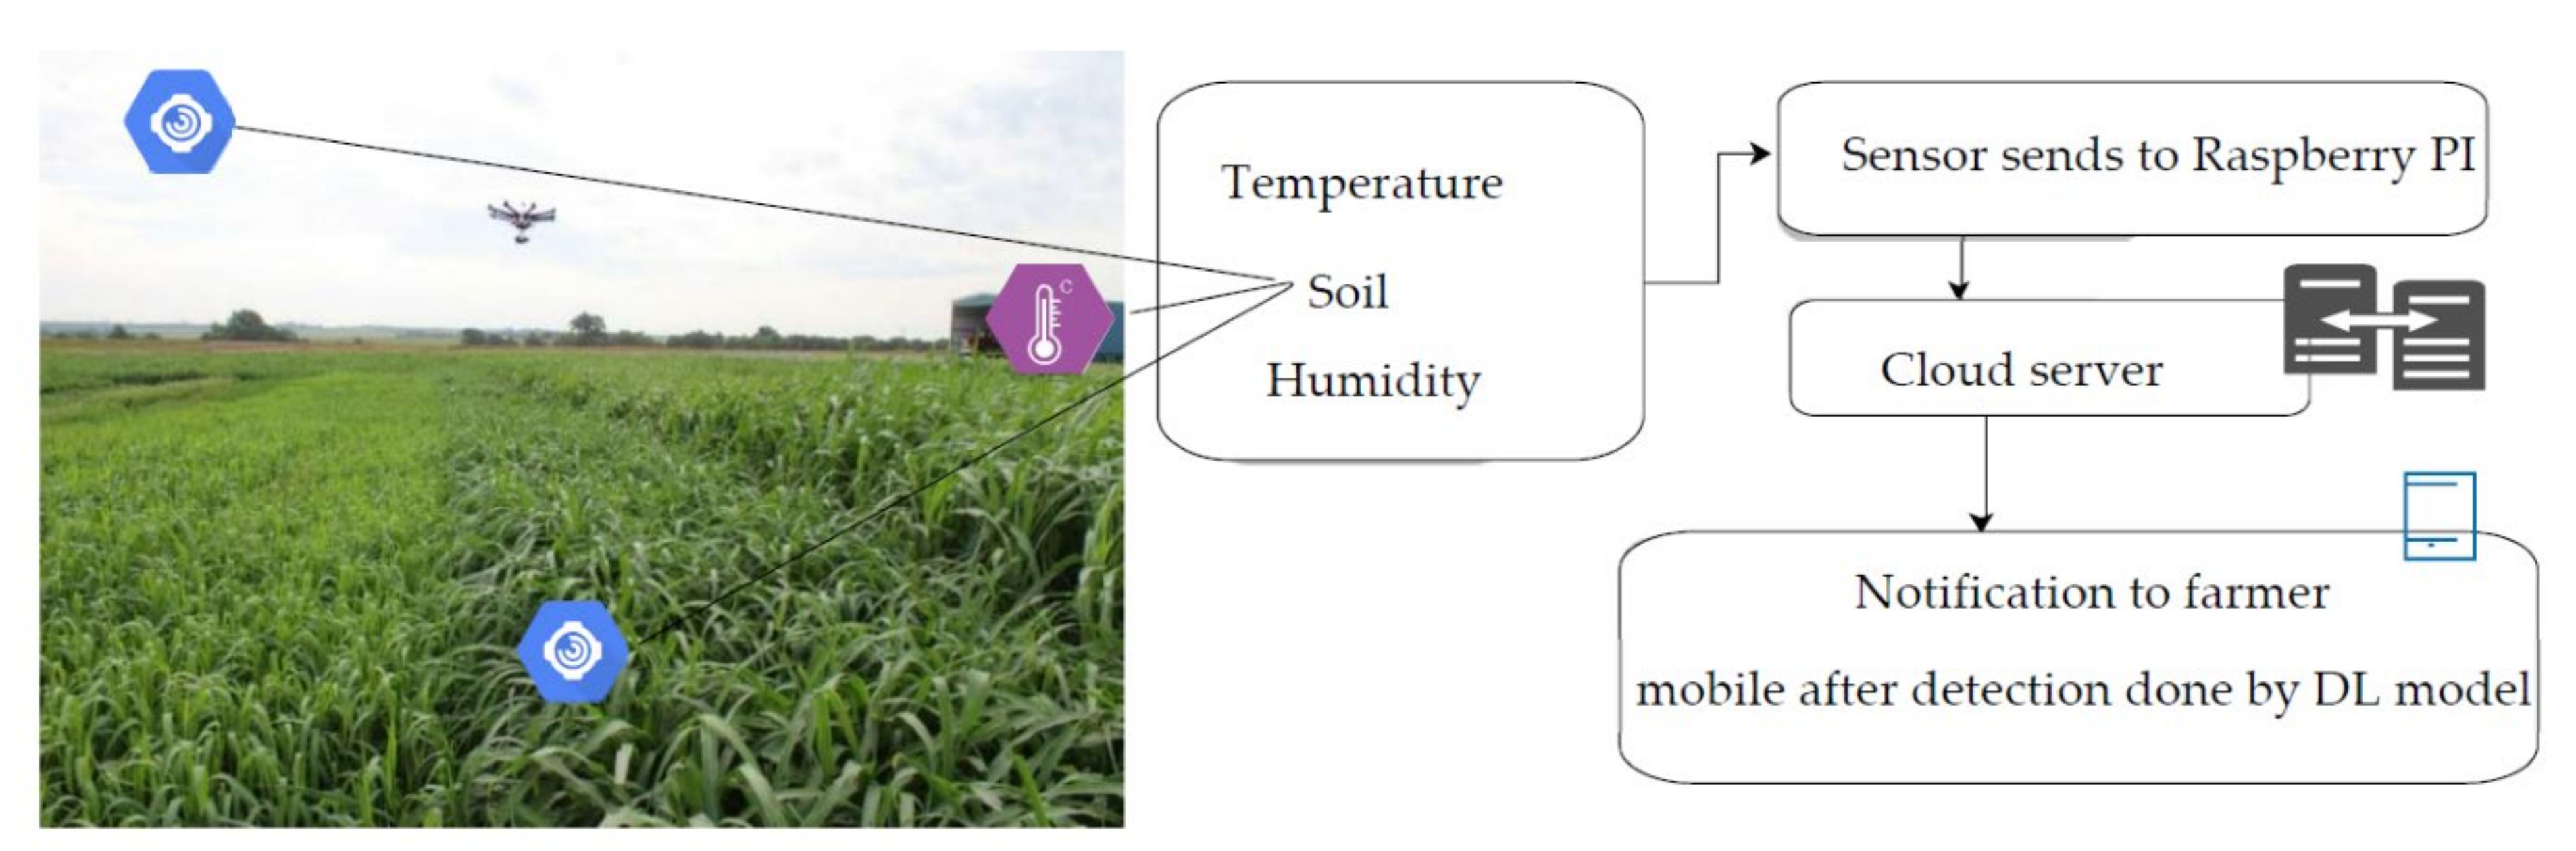 Temperature
Soil
Humidity
C
Sensor sends to Raspberry PI
Cloud server
Notification to farmer
mobile after detection done by DL model